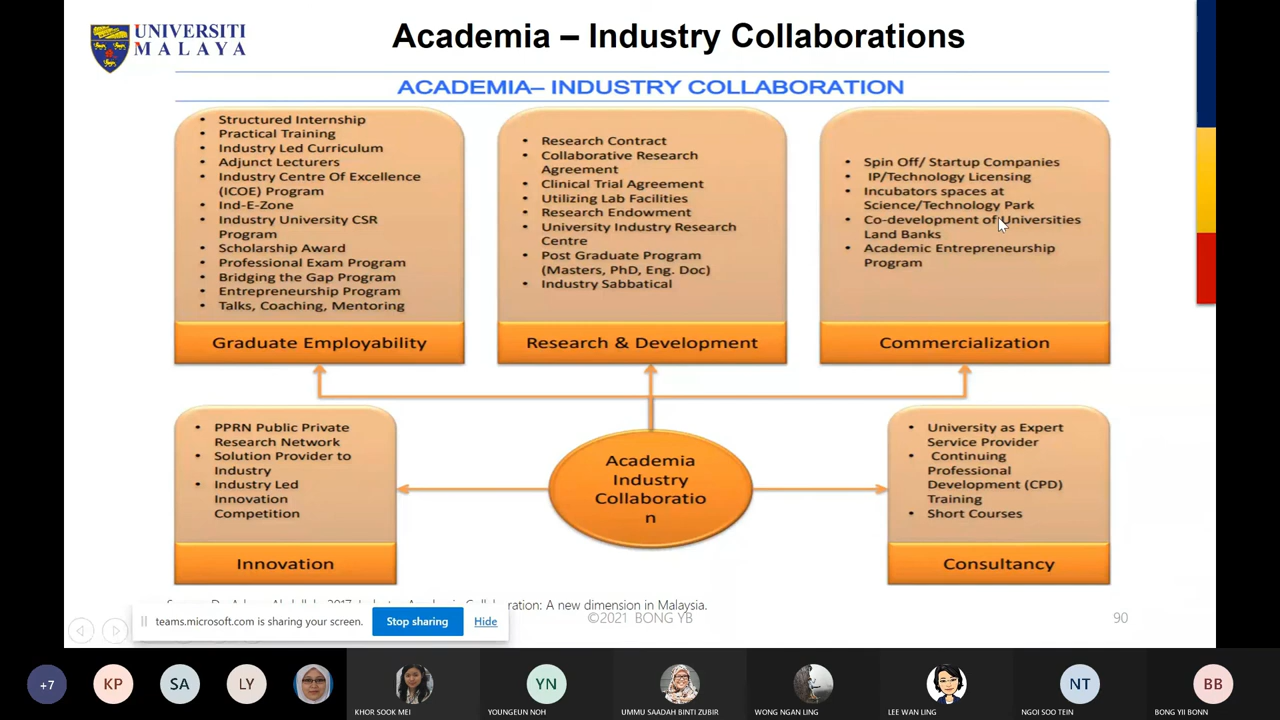 UNIVERSITI
MALAYA
Academia – Industry Collaborations
ACADEMIA– INDUSTRY COLLABORATION
• Structured Internship
• Practical Training
• Industry Led Curriculum
• Adjunct Lecturers
• Industry Centre Of Excellence
(ICOE) Program
• Ind-E-Zone
• Industry University CSR
Program
• Scholarship Award
• Professional Exam Program
• Bridging the Gap Program
• Entrepreneurship Program
• Talks, Coaching, Mentoring
Graduate Employability
• Research Contract
• Collaborative Research
Agreement
• Clinical Trial Agreement
• Utilizing Lab Facilities
• Research Endowment
• University Industry Research
Centre
• Post Graduate Program
(Masters, PhD, Eng. Doc)
• Industry Sabbatical
Research & Development
• Spin Off/ Startup Companies
• IP/Technology Licensing
• Incubators spaces at
Science/Technology Park
• Co-development of Universities
Land Banks
• Academic Entrepreneurship
Program
Commercialization
• PPRN Public Private
Research Network
• Solution Provider to
Industry
• Industry Led
Innovation
Competition
Innovation
Academia
Industry
Collaboratio
n
• University as Expert
Service Provider
• Continuing
Professional
Development (CPD)
Training
• Short Courses
Consultancy
: A new dimension in Malaysia.
teams.microsoft.com is sharing your screen.
Stop sharing
Hide
©2021 BONG YB
90
+7
KP
SA
LY
KHOR SOOK MEI
YN
YOUNGEUN NOH
UMMU SAADAH BINTI ZUBIR
WONG NGAN LING
LEE WAN LING
NT
NGOI SOO TEIN
BB
BONG YII BONN